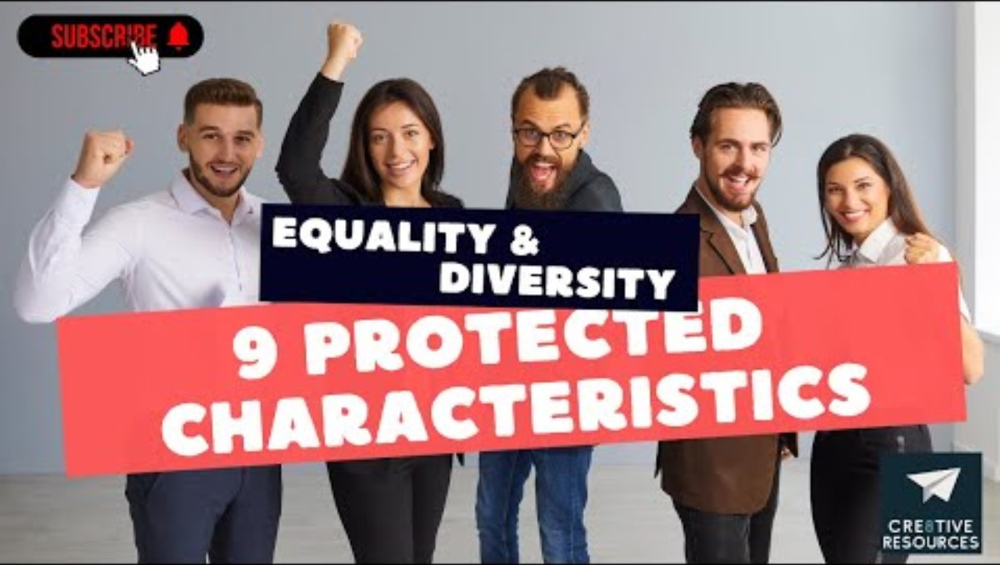 SUBSCRIBE
EQUALITY &
DIVERSITY
9 PROTECTED
CHARACTERISTICS
CRE8TIVE
RESOURCES